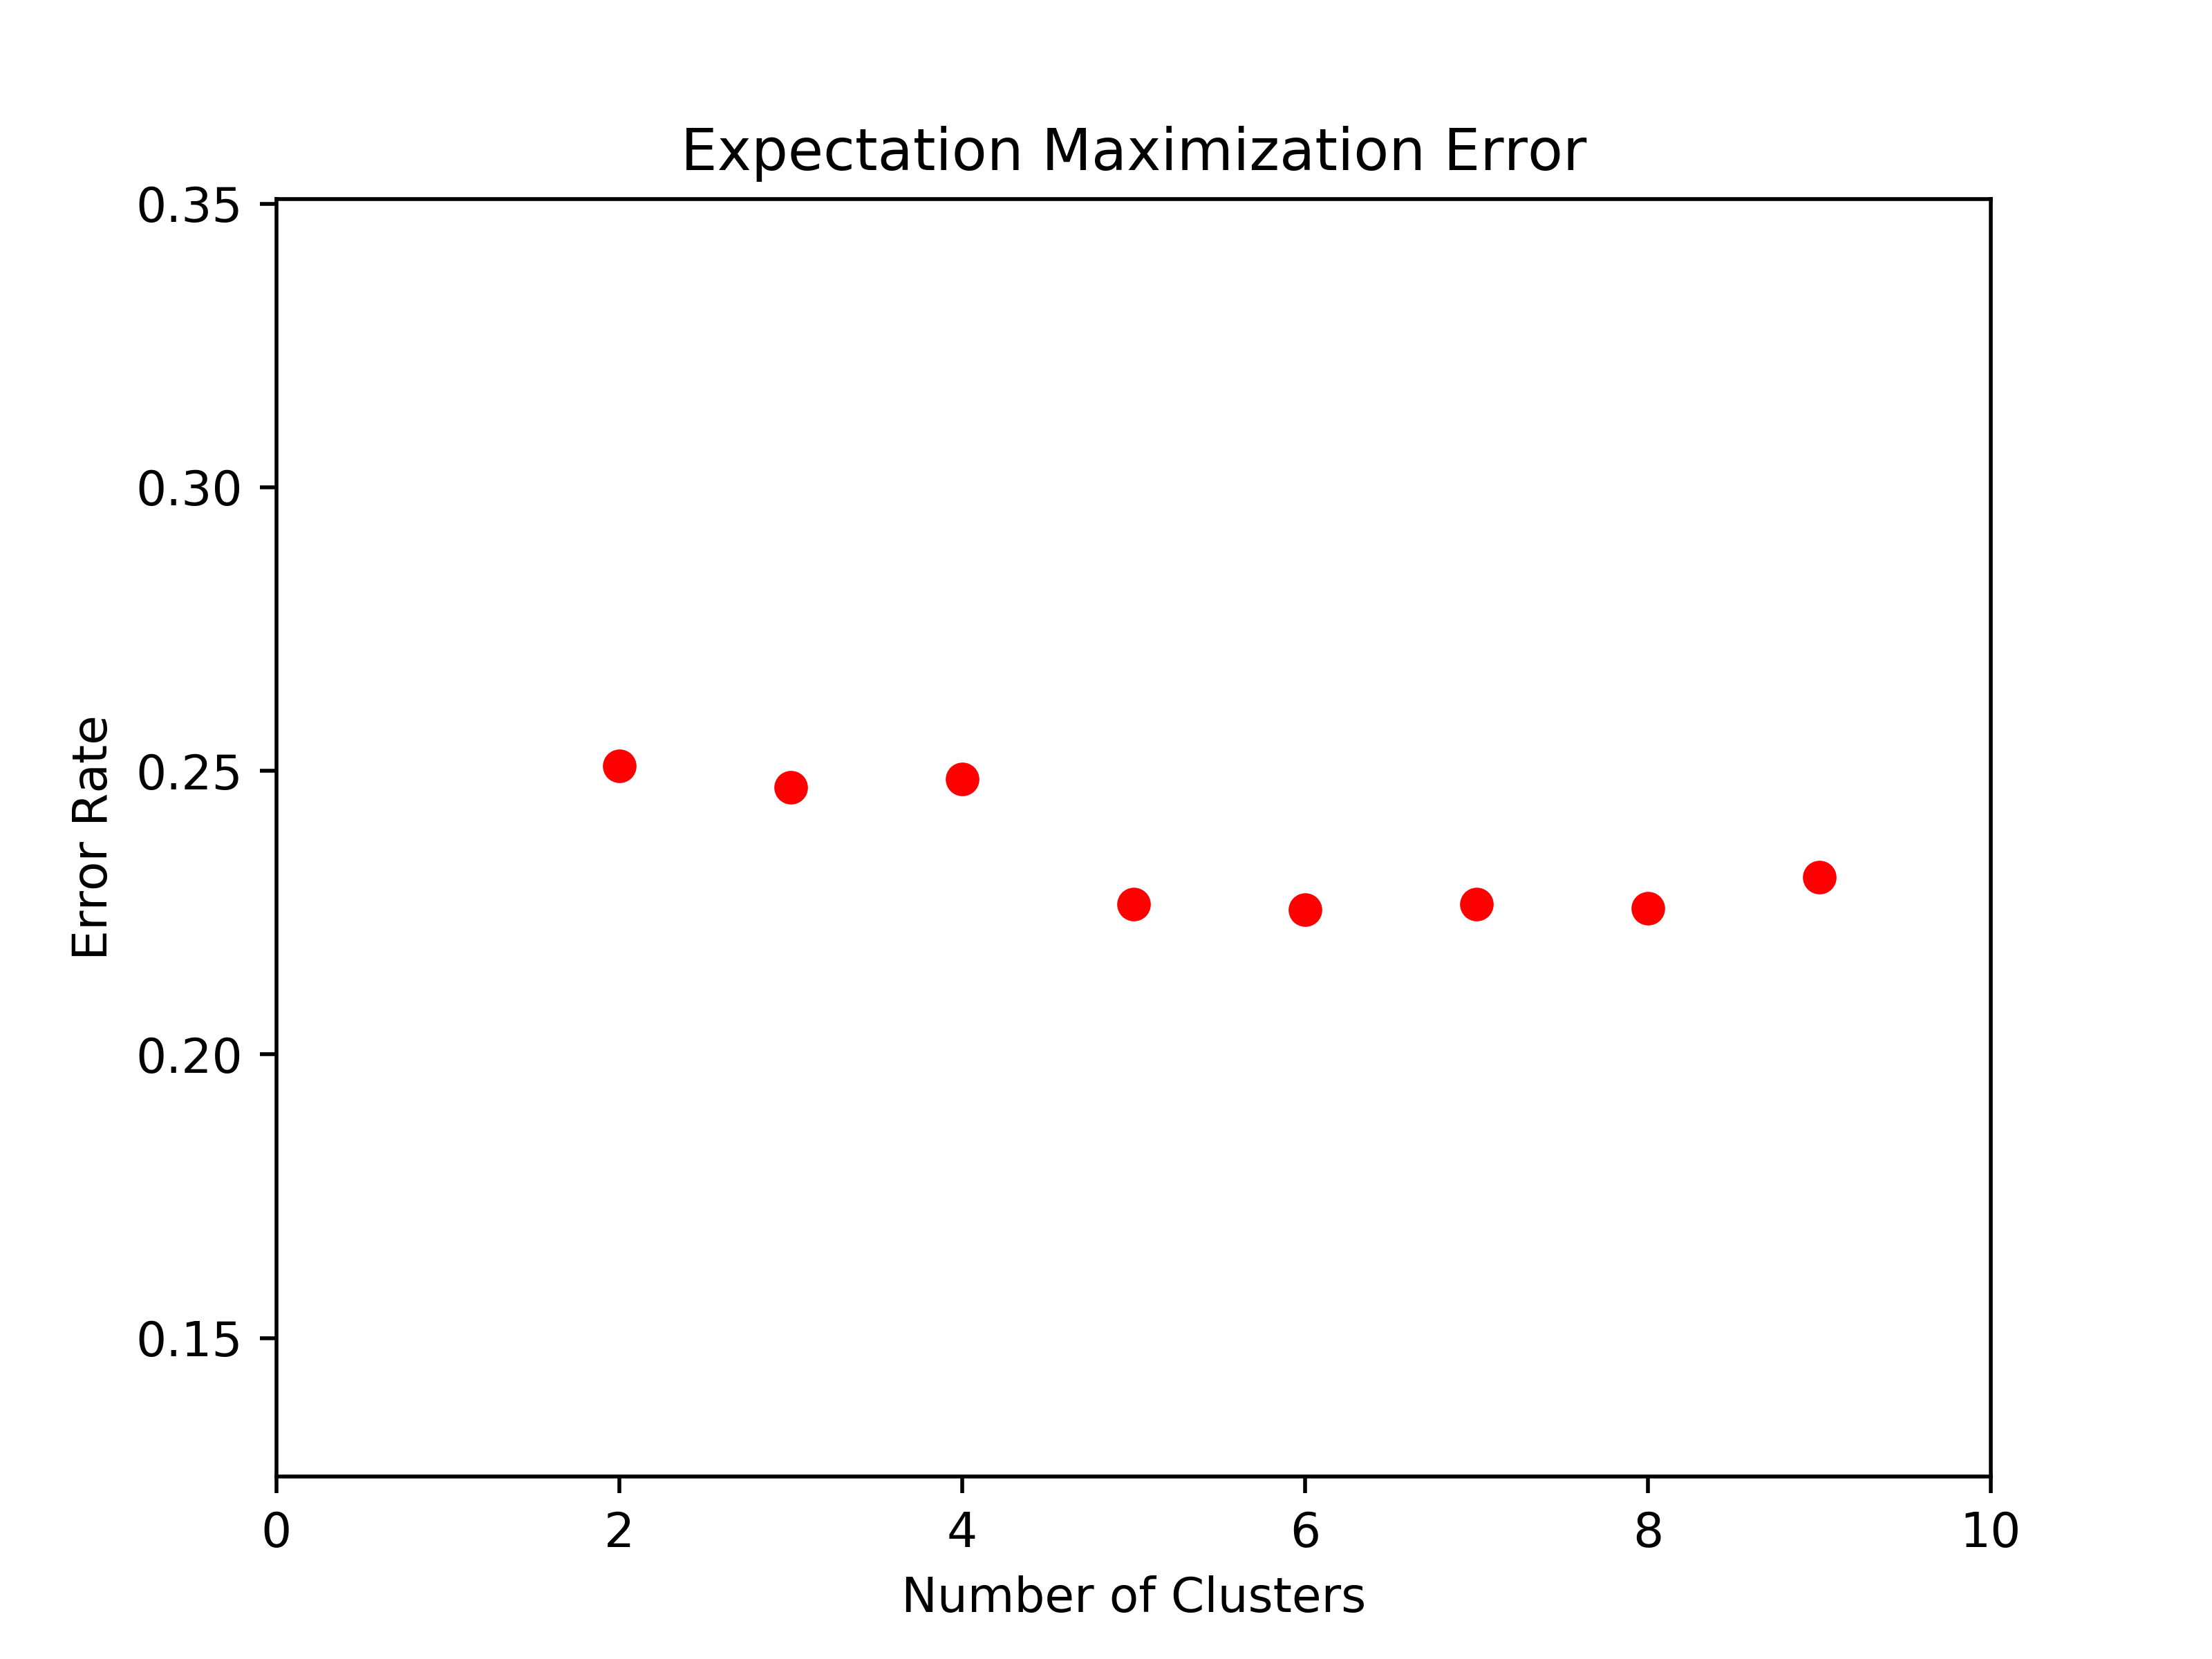 Expectation Maximization Error
0.35
0.30
0.25
0.20
0.15
Error Rate
0 2 4 6 8 10
Number of Clusters